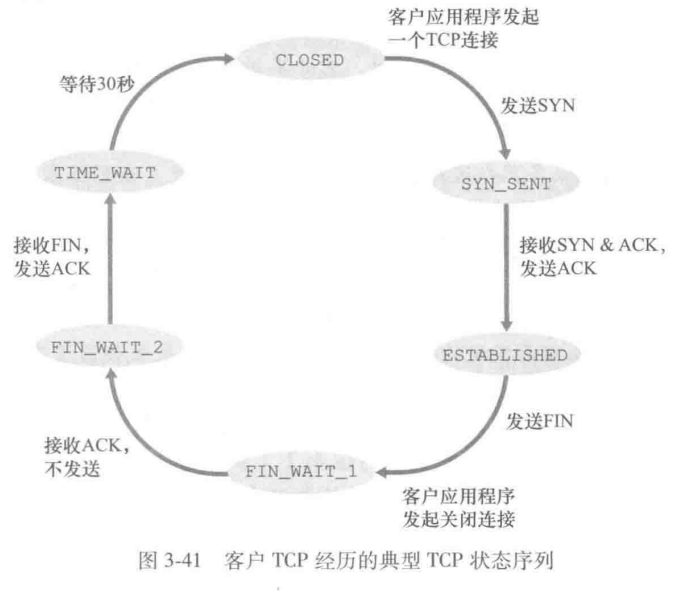 客户应用程序发起
一个TCP连接
CLOSED
等待30秒
发送SYN
TIME_WAIT
SYN_SENT
接收FIN，
发送ACK
接收SYN & ACK，
发送ACK
FIN_WAIT_2
ESTABLISHED
发送FIN
接收ACK，
不发送
FIN_WAIT_1
客户应用程序
发起关闭连接
图 3-41 客户 TCP 经历的典型 TCP 状态序列